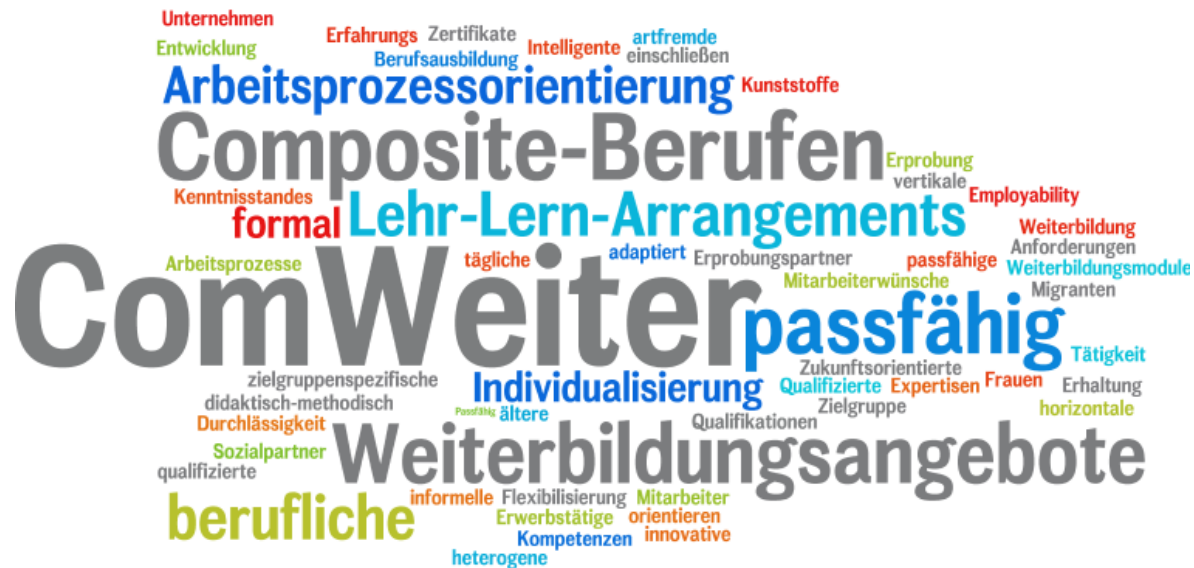 Unternehmen
Entwicklung
Erfahrungs
Zertifikate
Berufsausbildung
Intelligente
artfremde
einschließen
Arbeitsprozessorientierung
Kunststoffe
Composite-Berufen
Erprobung
vertikale
Kenntnisstandes
Employability
formal
Lehr-Lern-Arrangements
Weiterbildung
Anforderungen
Arbeitsprozesse
tägliche
adaptiert
Erprobungspartner
passfähige
Weiterbildungsmodule
Mitarbeiterwünsche
Migranten
ComWeiter
passfähig
Tätigkeit
Zukunftsorientierte
zielgruppenspezifische
Individualisierung
Qualifizierte
Expertisen
Frauen
Erhaltung
didaktisch-methodisch
Passfähig
ältere
Zielgruppe
horizontale
Durchlässigkeit
Qualifikationen
Sozialpartner
Weiterbildungsangebote
qualifizierte
berufliche
informelle
Flexibilisierung
Mitarbeiter
Erwerbstätige
orientieren
Kompetenzen
innovative
heterogene